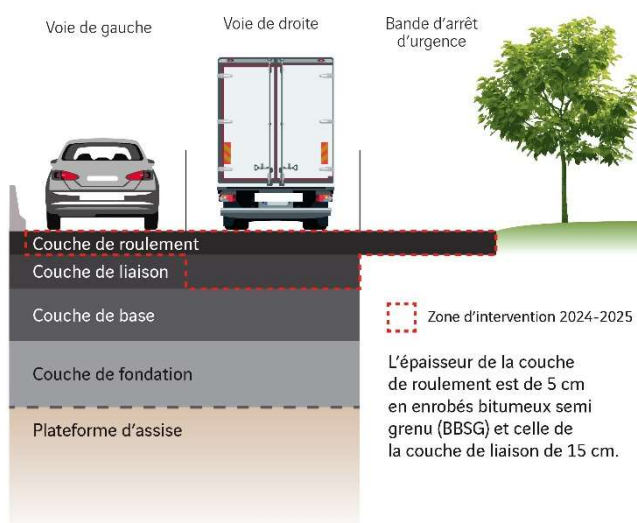 Voie de gauche
Voie de droite
Bande d'arrêt
d'urgence
Couche de roulement
Couche de liaison
Couche de base
Couche de fondation
Plateforme d'assise
Zone d'intervention 2024-2025
L'épaisseur de la couche
de roulement est de 5 cm
en enrobés bitumeux semi
grenu (BBSG) et celle de
la couche de liaison de 15 cm.